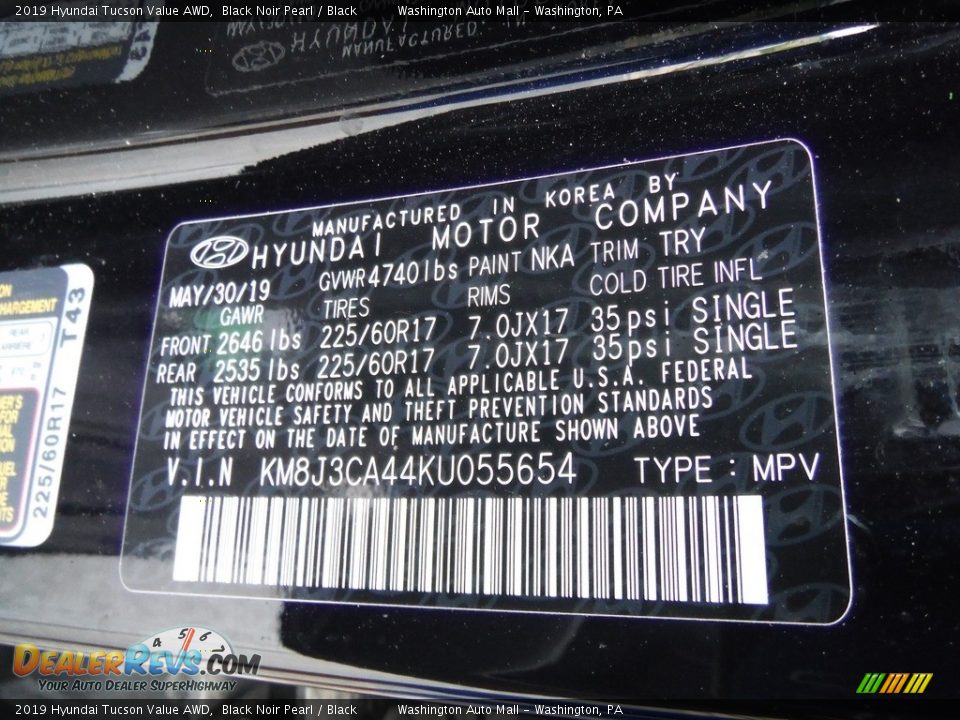 2019 Hyundai Tucson Value AWD, Black Noir Pearl / Black Washington Auto Mall - Washington, PA
MANUFACTURED IN KOREA BY
HYUNDAI MOTOR COMPANY
MAY/30/19 GVWR 4740lbs PAINT NKA TRIM TRY
GAWR TIRES RIMS COLD TIRE INFL
FRONT 2646 lbs 225/60R17 7.0JX17 35psi SINGLE
REAR 2535 lbs 225/60R17 7.0JX17 35psi SINGLE
THIS VEHICLE CONFORMS TO ALL APPLICABLE U.S.A. FEDERAL
MOTOR VEHICLE SAFETY AND THEFT PREVENTION STANDARDS
IN EFFECT ON THE DATE OF MANUFACTURE SHOWN ABOVE
V.I.N KM8J3CA44KU055654 TYPE : MPV
T43
225/60R17
REAR
4 5 6
DEALERREVS.COM
YOUR AUTO DEALER SUPERHIGHWAY
2019 Hyundai Tucson Value AWD, Black Noir Pearl / Black Washington Auto Mall - Washington, PA